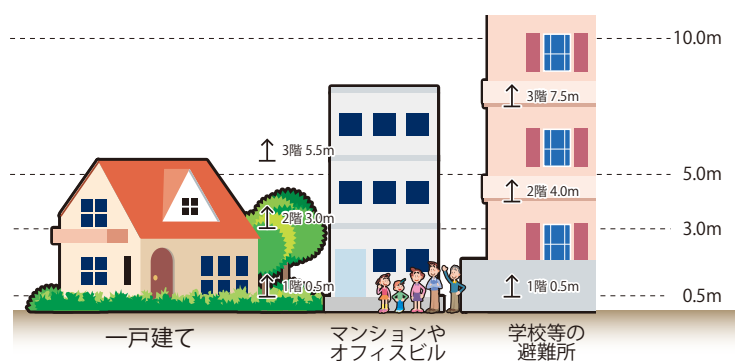 10.0m
3階 7.5m
3階 5.5m
5.0m
2階 4.0m
2階 3.0m
3.0m
1階 0.5m
1階 0.5m
0.5m
一戸建て
マンションや
オフィスビル
学校等の
避難所